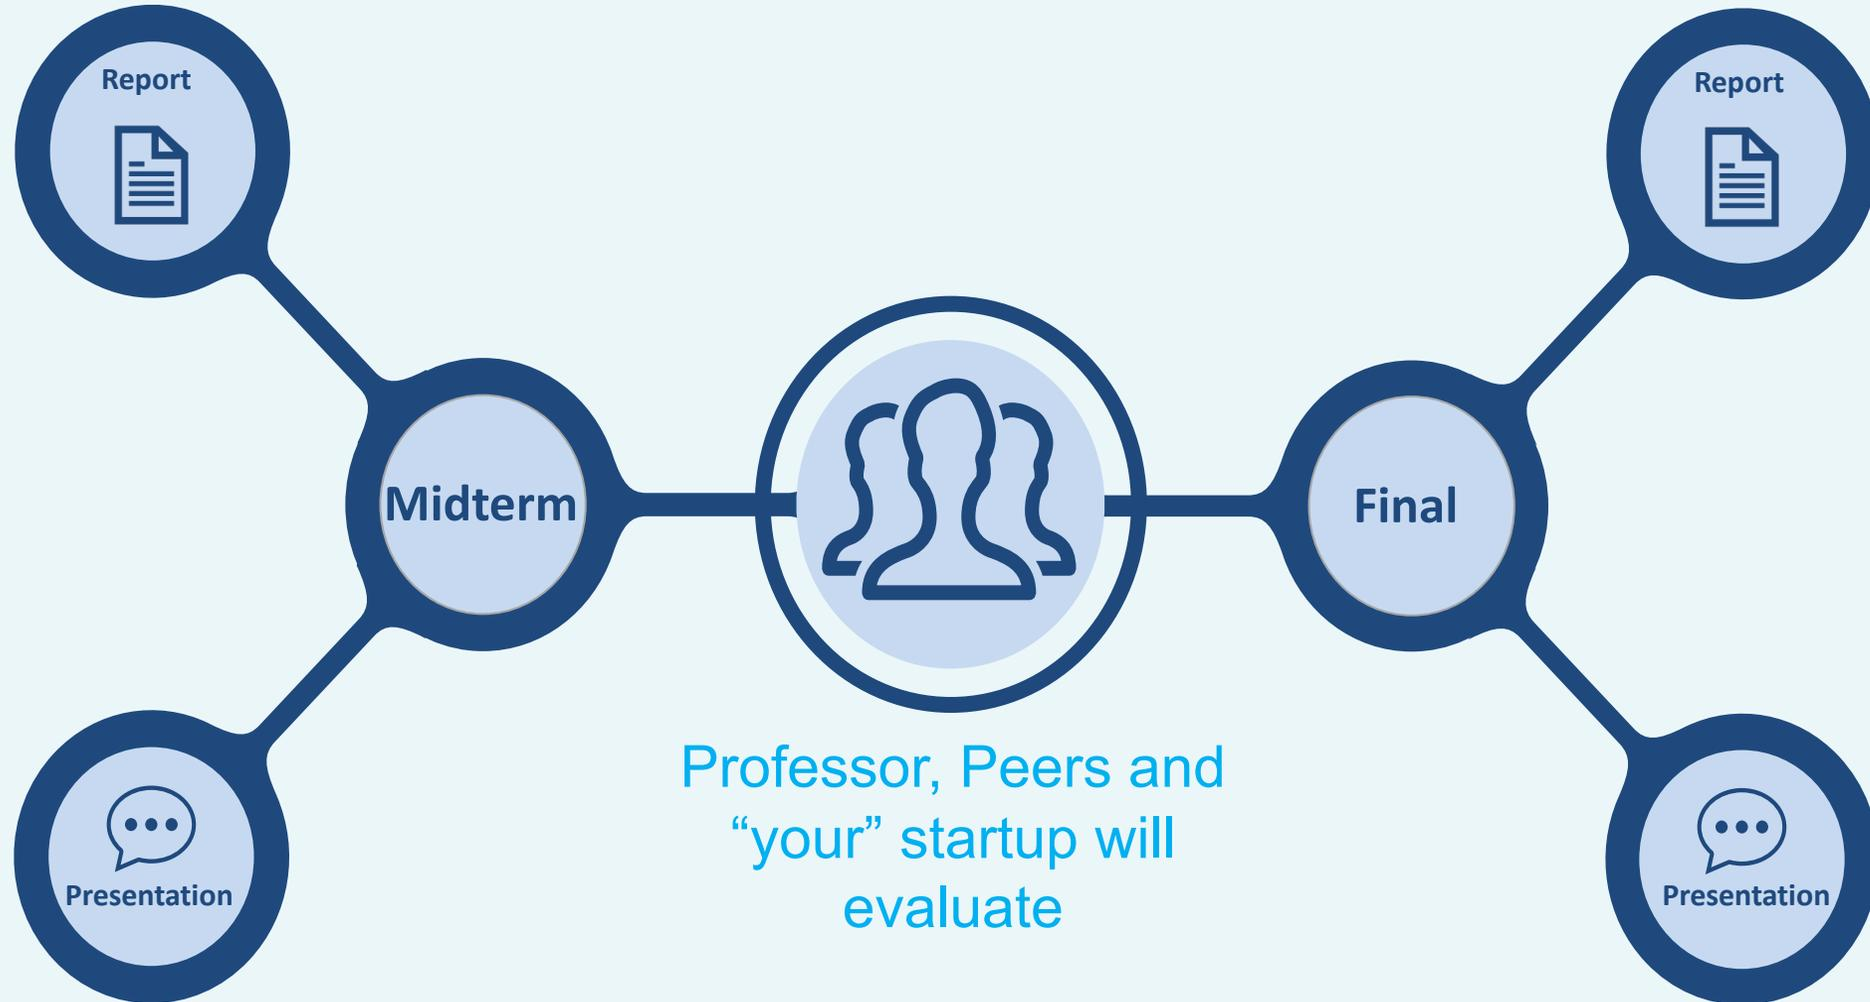 Report
Report
Midterm
Final
Presentation
Presentation
Professor, Peers and
“your” startup will
evaluate